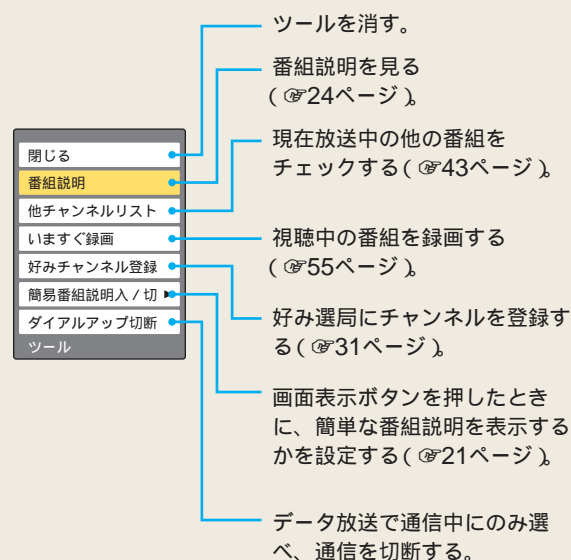 ツールを消す。
番組説明を見る
（☞24ページ）。
現在放送中の他の番組を
チェックする（☞43ページ）。
視聴中の番組を録画する
（☞55ページ）。
好み選局にチャンネルを登録す
る（☞31ページ）。
画面表示ボタンを押したとき
に、簡単な番組説明を表示する
かを設定する（☞21ページ）。
データ放送で通信中にのみ選
べ、通信を切断する。
閉じる
番組説明
他チャンネルリスト
いますぐ録画
好みチャンネル登録
簡易番組説明入/切
ダイアルアップ切断
ツール